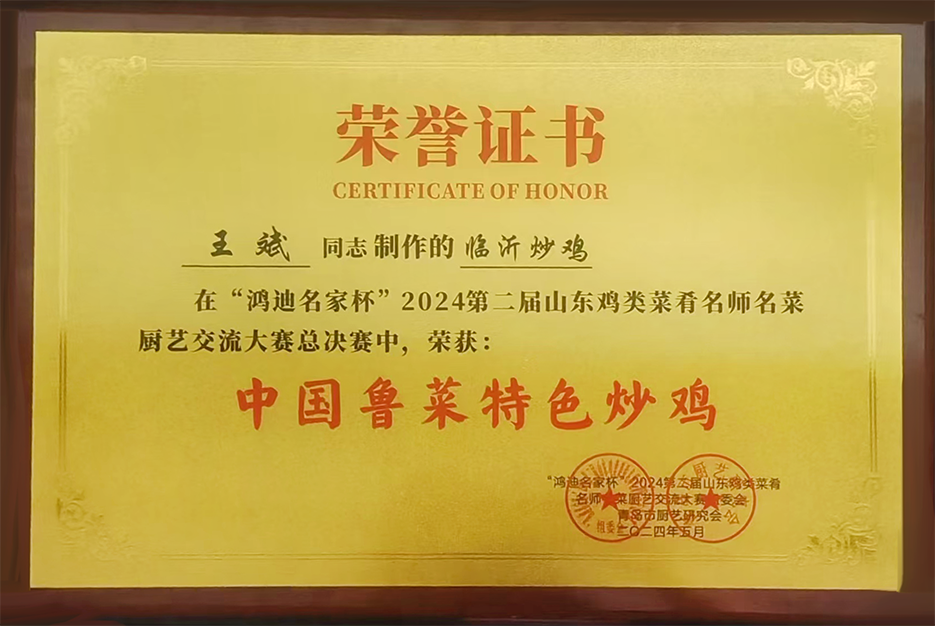 荣誉证书
CERTIFICATE OF HONOR
王斌 同志 制作的 临沂炒鸡
在“鸿迪名家杯”2024第二届山东鸡类菜肴名师名菜
厨艺交流大赛总决赛中，荣获：
中国鲁菜特色炒鸡
“鸿迪名家杯”2024第二届山东鸡类菜肴
名师名菜厨艺交流大赛组委会
青岛市厨艺研究会
二〇二四年五月